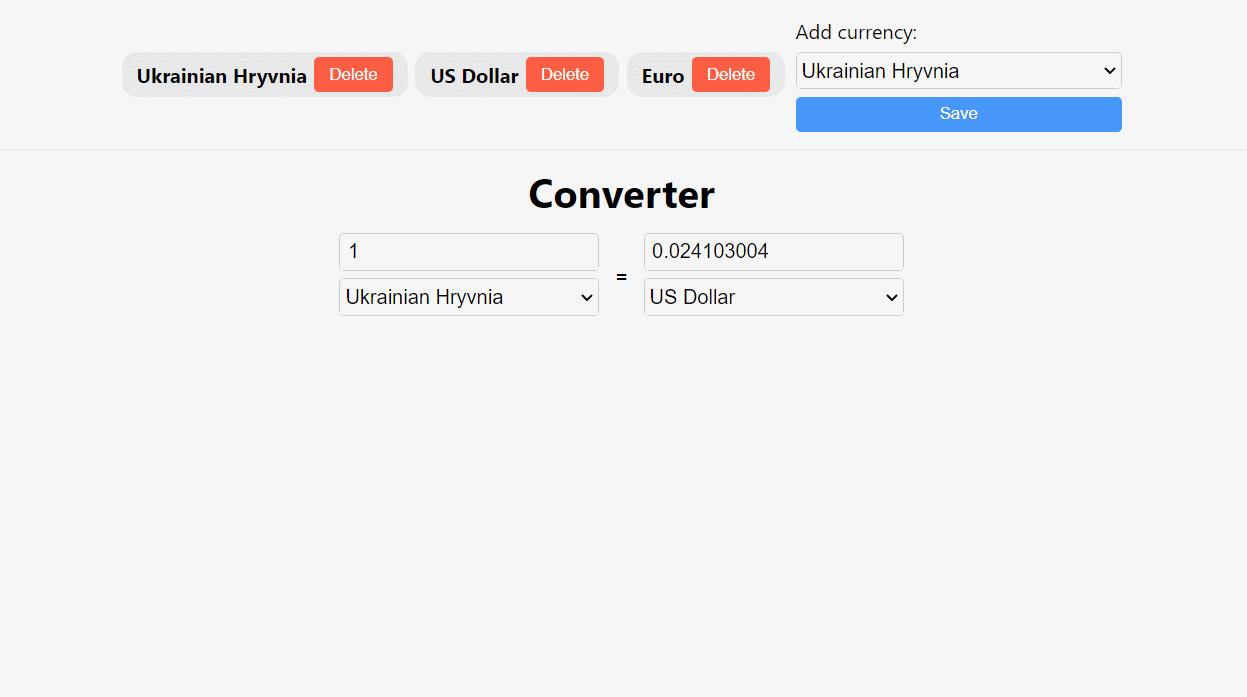 Add currency:
Ukrainian Hryvnia Delete US Dollar Delete Euro Delete
Ukrainian Hryvnia
Save
Converter
1 = 0.024103004
Ukrainian Hryvnia US Dollar